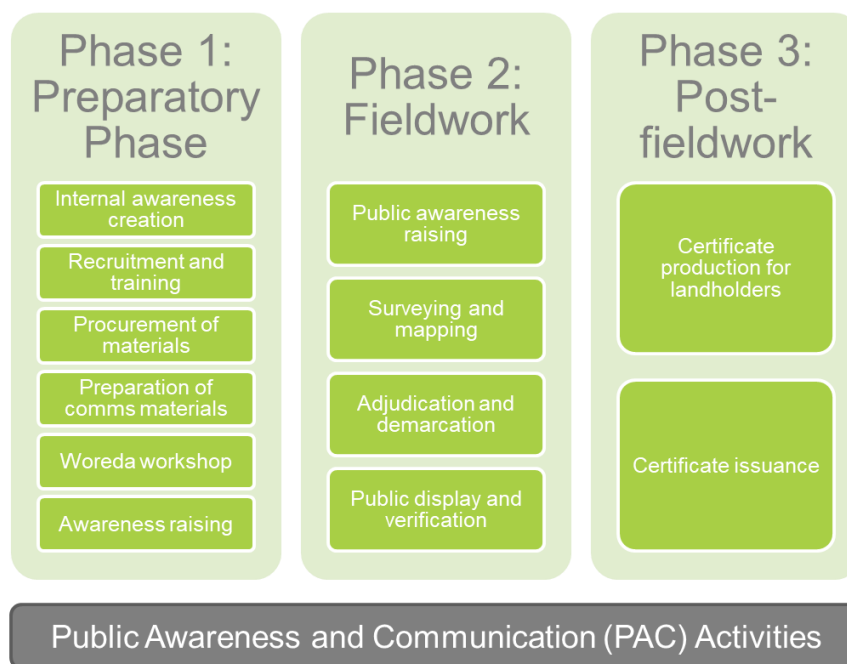 Phase 1:
Preparatory
Phase
Internal awareness
creation
Recruitment and
training
Procurement of
materials
Preparation of
comms materials
Woreda workshop
Awareness raising
Phase 2:
Fieldwork
Public awareness
raising
Surveying and
mapping
Adjudication and
demarcation
Public display and
verification
Phase 3:
Post-
fieldwork
Certificate
production for
landholders
Certificate issuance
Public Awareness and Communication (PAC) Activities